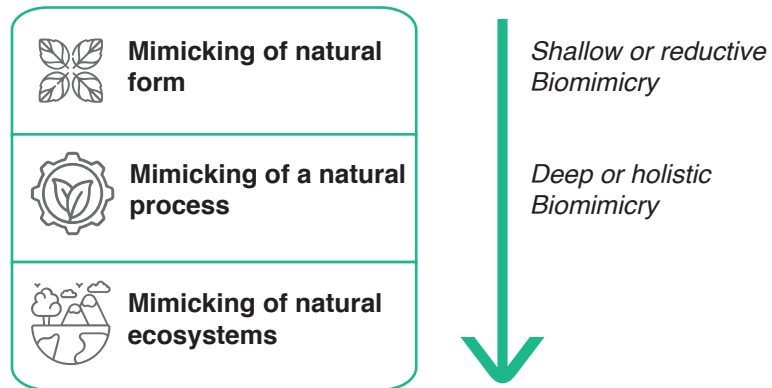 Mimicking of natural
form
Shallow or reductive
Biomimicry
Mimicking of a natural
process
Deep or holistic
Biomimicry
Mimicking of natural
ecosystems